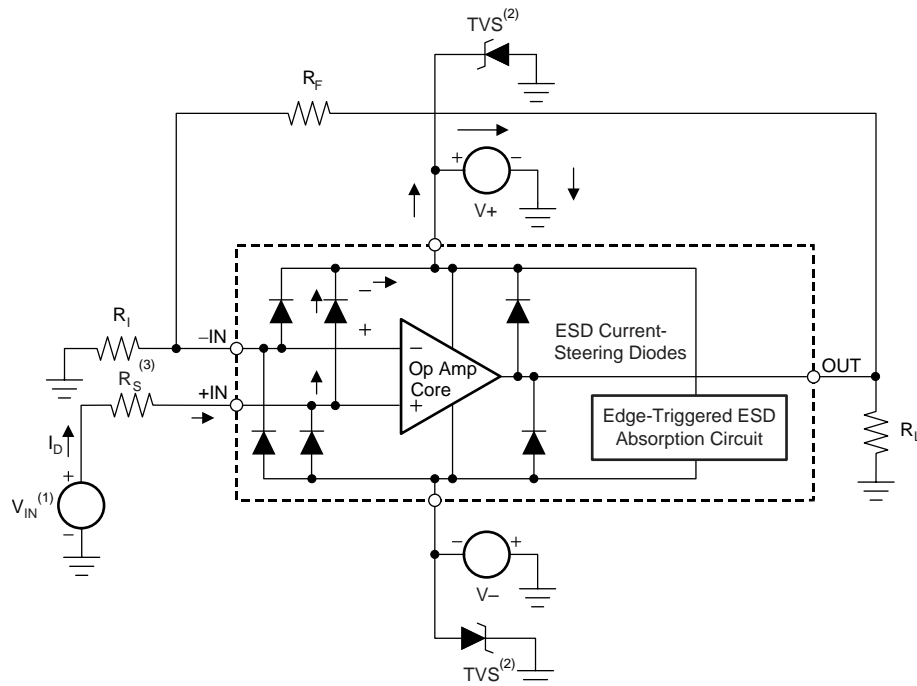 TVS(2)
RF
+ −
V+
RI
−IN
−
+
−
Op Amp
Core
+
ESD Current-
Steering Diodes
OUT
RS(3)
+IN
Edge-Triggered ESD
Absorption Circuit
RL
ID
+
VIN(1)
−
− +
V−
TVS(2)